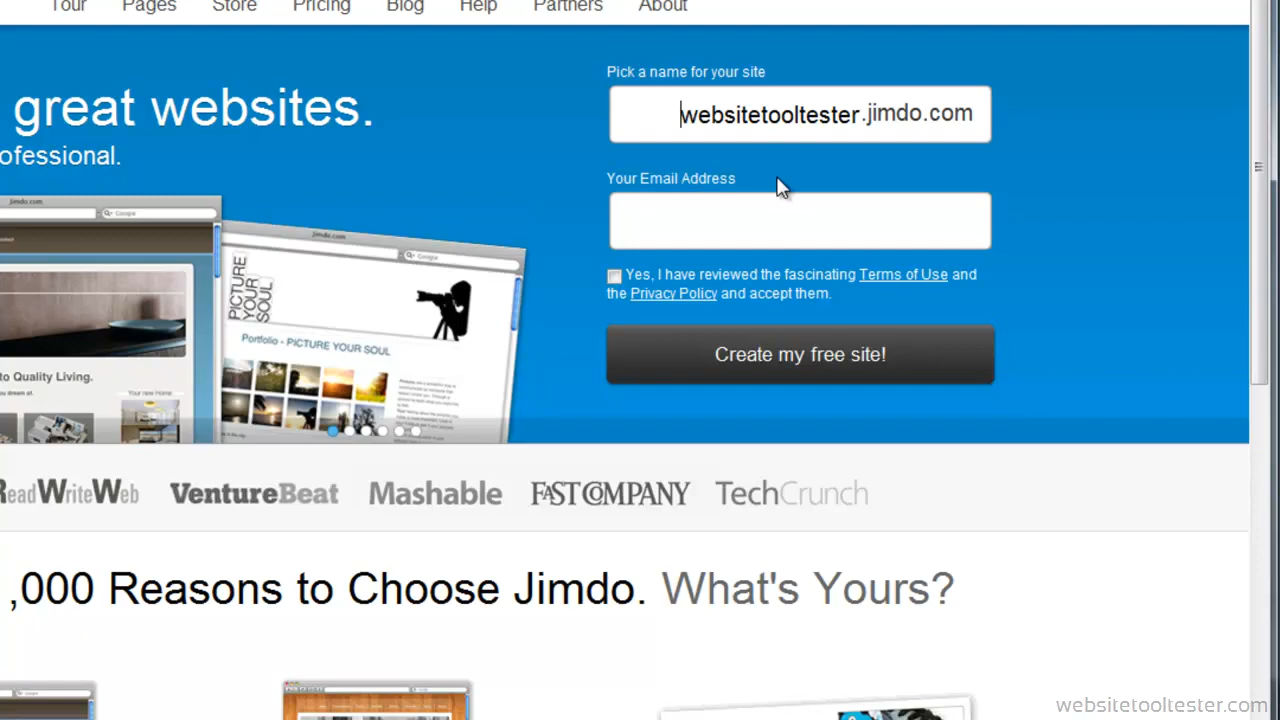 Tour Pages Store Pricing Blog Help Partners About
great websites.
ofessional.
Pick a name for your site
websitetooltester.jimdo.com
Your Email Address
Yes, I have reviewed the fascinating Terms of Use and
the Privacy Policy and accept them.
Create my free site!
Jimdo.com
Google
to Quality Living.
Your new Home
Jimdo.com
Google
PICTURE
YOUR
SOUL
Portfolio - PICTURE YOUR SOUL
ReadWriteWeb VentureBeat Mashable FAST COMPANY TechCrunch
,000 Reasons to Choose Jimdo. What's Yours?
websitetooltester.com